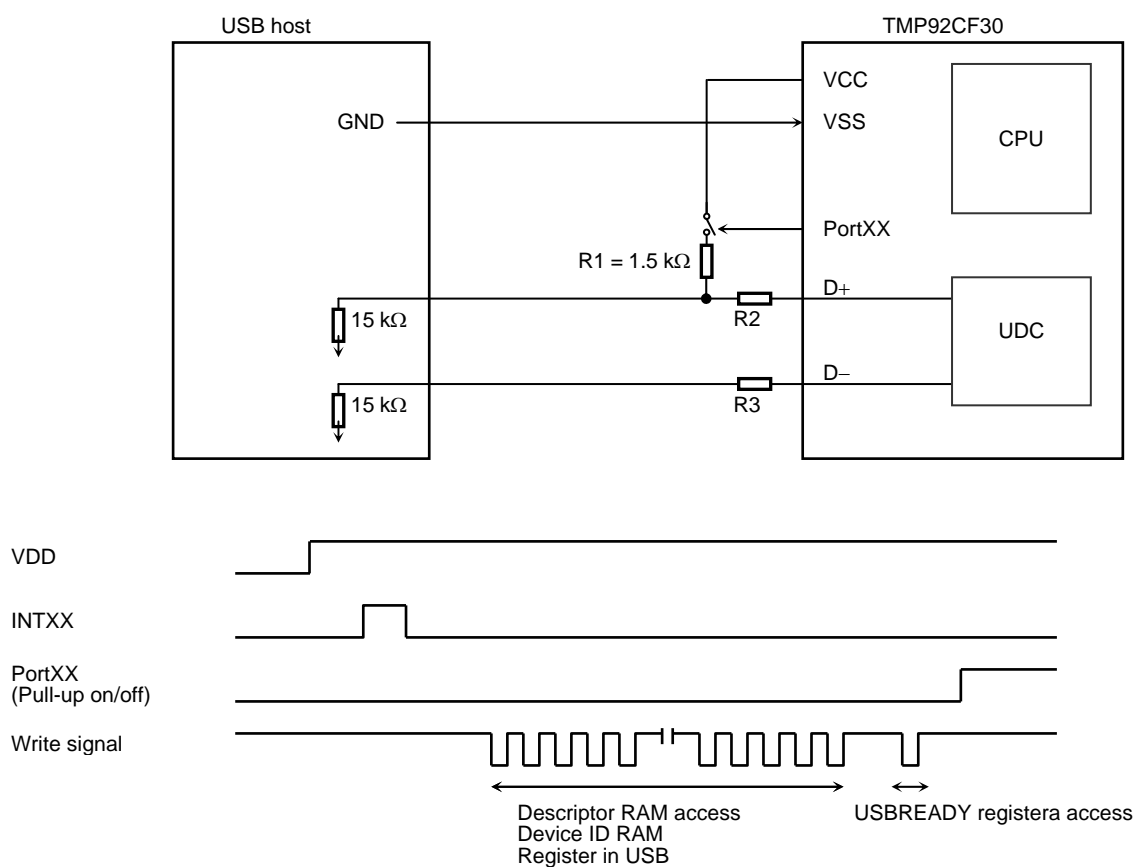 USB host
TMP92CF30
VCC
GND
VSS
CPU
PortXX
R1 = 1.5 kΩ
D+
15 kΩ
R2
UDC
D−
15 kΩ
R3
VDD
INTXX
PortXX
(Pull-up on/off)
Write signal
Descriptor RAM access
USBREADY registera access
Device ID RAM
Register in USB